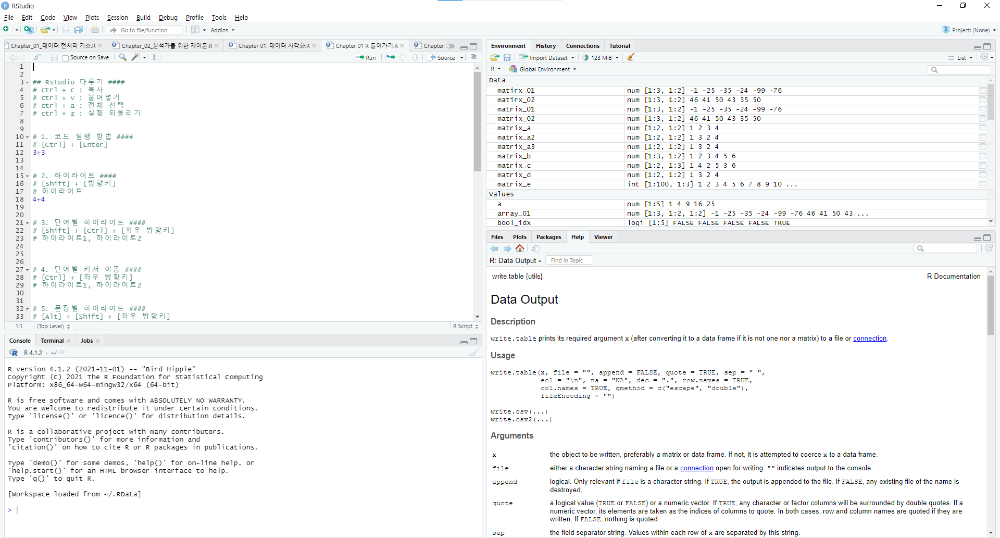 RStudio
File Edit Code View Plots Session Build Debug Profile Tools Help
Go to file/function Addins Project: (None)
Chapter_01_데이터 전처리 기초.R Chapter_02_분석가를 위한 제어문.R Chapter 01. 데이터 시각화.R Chapter 01 R 들어가기.R Chapter
Source on Save Run Source
1
2
3 ## Rstudio 다루기 ####
4 # ctrl + c : 복사
5 # ctrl + v : 붙여넣기
6 # ctrl + a : 전체 선택
7 # ctrl + z : 실행 되돌리기
8
9
10 # 1. 코드 실행 방법 ####
11 # [Ctrl] + [Enter]
12 3+3
13
14
15 # 2. 하이라이트 ####
16 # [Shift] + [방향키]
17 # 하이라이트
18 4+4
19
20
21 # 3. 단어별 하이라이트 ####
22 # [Shift] + [Ctrl] + [좌우 방향키]
23 # 하이라이트1, 하이라이트2
24
25
26
27 # 4. 단어별 커서 이동 ####
28 # [Ctrl] + [좌우 방향키]
29 # 하이라이트1, 하이라이트2
30
31
32 # 5. 문장별 하이라이트 ####
33 # [Alt] + [Shift] + [좌우 방향키]
1:1 (Top Level) R Script
Console Terminal Jobs
R 4.1.2 · ~/
R version 4.1.2 (2021-11-01) -- "Bird Hippie"
Copyright (C) 2021 The R Foundation for Statistical Computing
Platform: x86_64-w64-mingw32/x64 (64-bit)
R is free software and comes with ABSOLUTELY NO WARRANTY.
You are welcome to redistribute it under certain conditions.
Type 'license()' or 'licence()' for distribution details.
R is a collaborative project with many contributors.
Type 'contributors()' for more information and
'citation()' on how to cite R or R packages in publications.
Type 'demo()' for some demos, 'help()' for on-line help, or
'help.start()' for an HTML browser interface to help.
Type 'q()' to quit R.
[Workspace loaded from ~/.RData]
>
Environment History Connections Tutorial
Import Dataset 123 MiB List
R Global Environment
Data
matirx_01 num [1:3, 1:2] -1 -25 -35 -24 -99 -76
matirx_02 num [1:3, 1:2] 46 41 50 43 35 50
matrix_01 num [1:3, 1:2] -1 -25 -35 -24 -99 -76
matrix_02 num [1:3, 1:2] 46 41 50 43 35 50
matrix_a num [1:2, 1:2] 1 2 3 4
matrix_a2 num [1:2, 1:2] 1 3 2 4
matrix_a3 num [1:2, 1:2] 1 3 2 4
matrix_b num [1:3, 1:2] 1 2 3 4 5 6
matrix_c num [1:2, 1:3] 1 4 2 5 3 6
matrix_d num [1:2, 1:2] 1 3 2 4
matrix_e int [1:100, 1:3] 1 2 3 4 5 6 7 8 9 10 ...
Values
a num [1:5] 1 4 9 16 25
array_01 num [1:3, 1:2, 1:2] -1 -25 -35 -24 -99 -76 46 41 50 43 ...
bool_idx logi [1:5] FALSE FALSE FALSE FALSE TRUE
Files Plots Packages Help Viewer
R: Data Output Find in Topic
write.table {utils} R Documentation
Data Output
Description
write.table prints its required argument x (after converting it to a data frame if it is not one nor a matrix) to a file or connection.
Usage
write.table(x, file = "", append = FALSE, quote = TRUE, sep = " ",
eol = "\n", na = "NA", dec = ".", row.names = TRUE,
col.names = TRUE, qmethod = c("escape", "double"),
fileEncoding = "")
write.csv(...)
write.csv2(...)
Arguments
x the object to be written, preferably a matrix or data frame. If not, it is attempted to coerce x to a data frame.
file either a character string naming a file or a connection open for writing. "" indicates output to the console.
append logical. Only relevant if file is a character string. If TRUE, the output is appended to the file. If FALSE, any existing file of the name is
destroyed.
quote a logical value (TRUE or FALSE) or a numeric vector. If TRUE, any character or factor columns will be surrounded by double quotes. If a
numeric vector, its elements are taken as the indices of columns to quote. In both cases, row and column names are quoted if they are
written. If FALSE, nothing is quoted.
sep the field separator string. Values within each row of x are separated by this string.